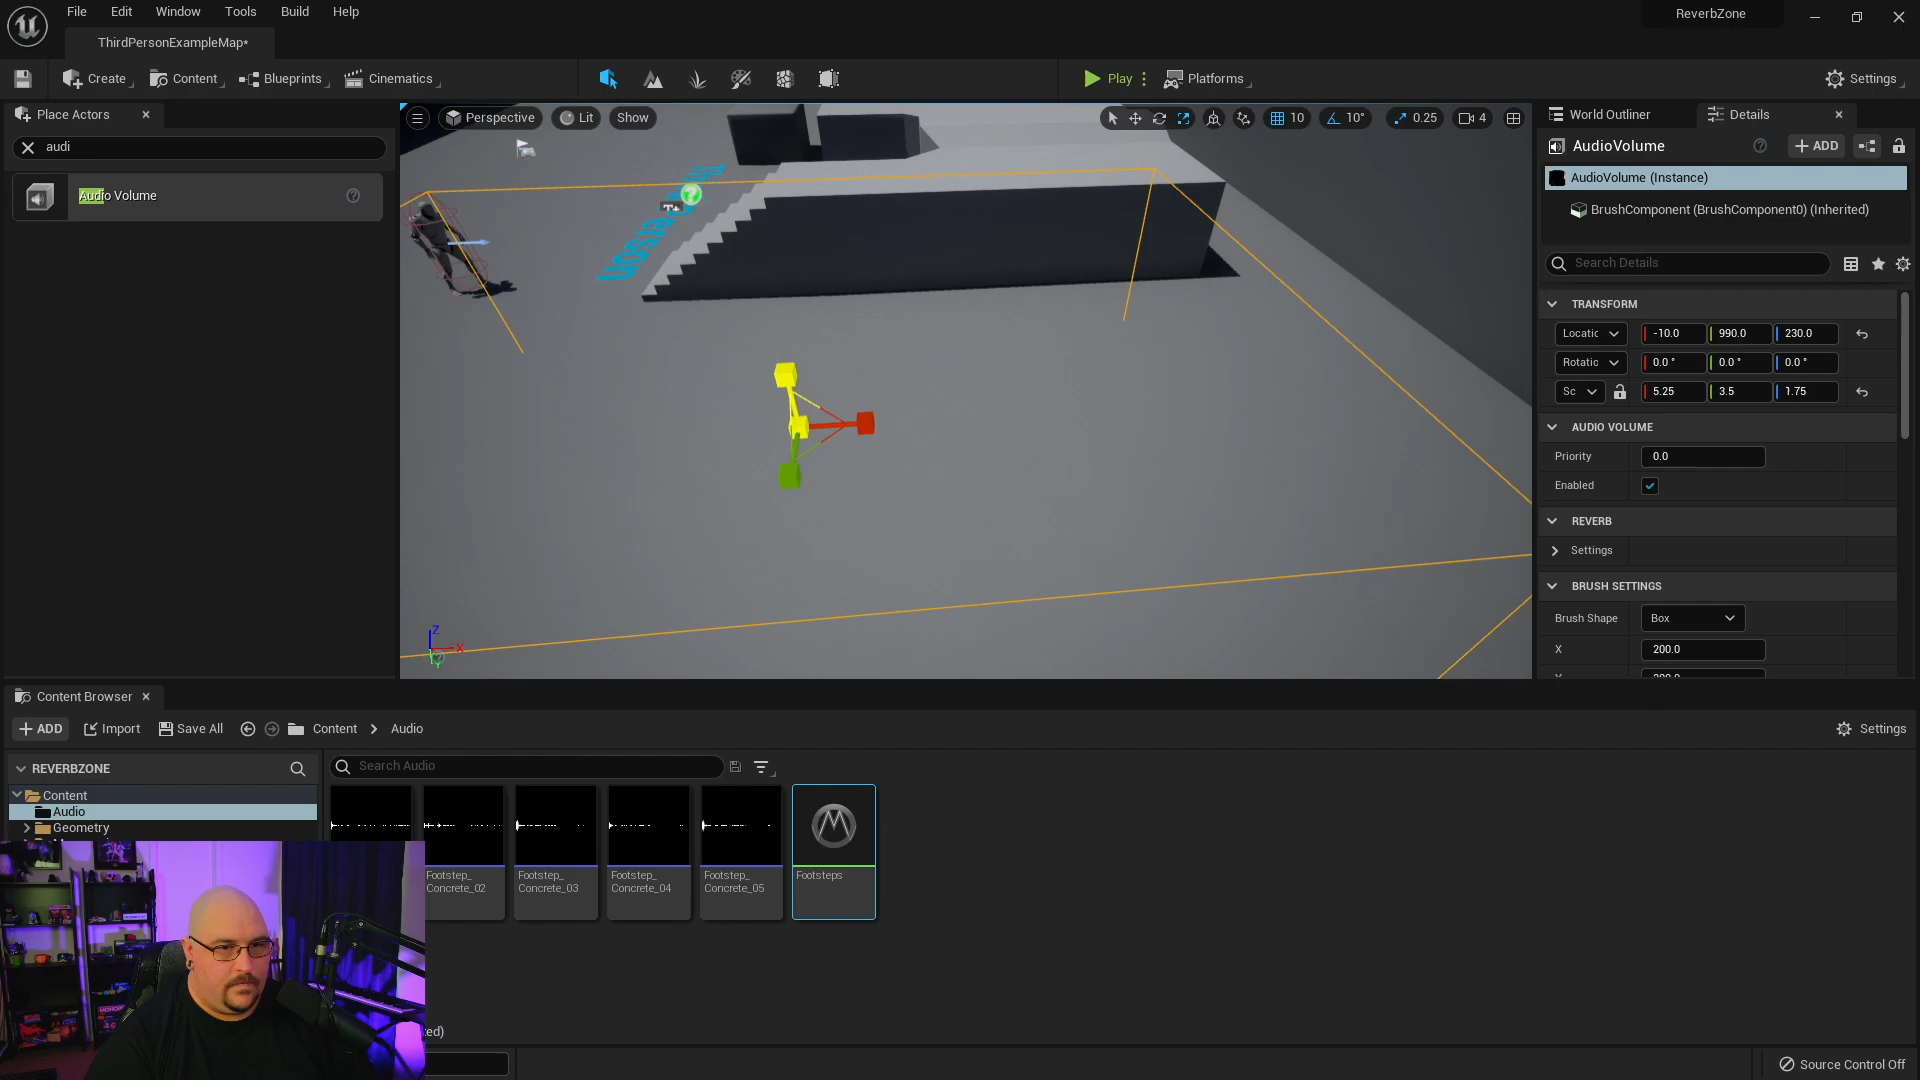 File Edit Window Tools Build Help
ReverbZone
ThirdPersonExampleMap*
Create Content Blueprints Cinematics Play Platforms Settings
Place Actors
audi
Audio Volume
Perspective Lit Show
10 10° 0.25 4
World Outliner Details
AudioVolume
ADD
AudioVolume (Instance)
BrushComponent (BrushComponent0) (Inherited)
Search Details
TRANSFORM
Locatic -10.0 990.0 230.0
Rotatic 0.0 ° 0.0 ° 0.0 °
Sc 5.25 3.5 1.75
AUDIO VOLUME
Priority 0.0
Enabled
REVERB
Settings
BRUSH SETTINGS
Brush Shape Box
X 200.0
Z
X
Y
Content Browser
ADD Import Save All Content Audio Settings
REVERBZONE
Search Audio
Content
Audio
Geometry
Footstep_
Concrete_02
Footstep_
Concrete_03
Footstep_
Concrete_04
Footstep_
Concrete_05
Footsteps
Source Control Off